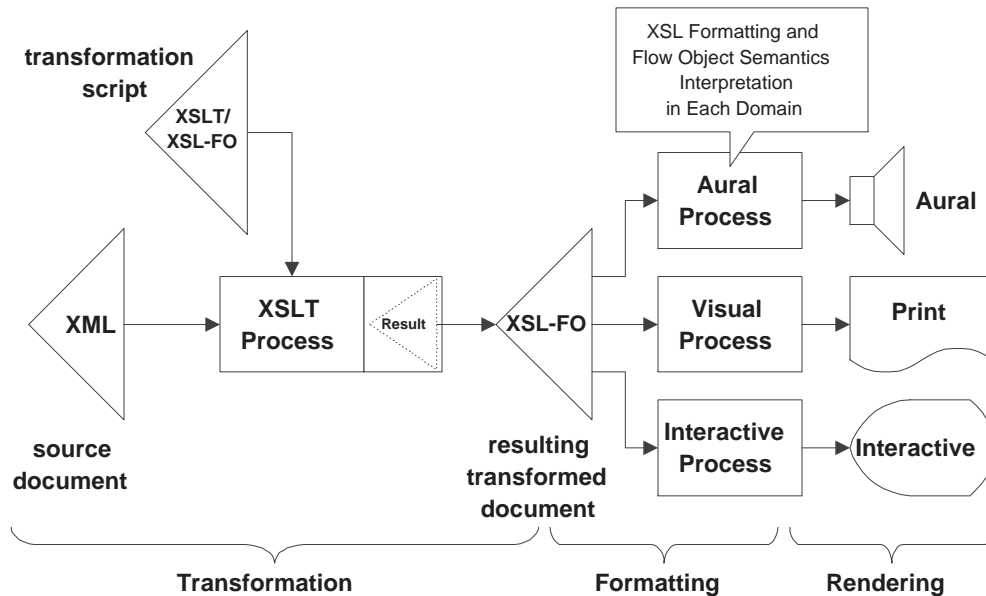 XSL Formatting and
Flow Object Semantics
Interpretation
in Each Domain
transformation
script
XSLT/
XSL-FO
Aural
Process
Aural
XML
XSLT
Process
Result
XSL-FO
Visual
Process
Print
source
document
resulting
transformed
document
Interactive
Process
Interactive
Transformation
Formatting
Rendering